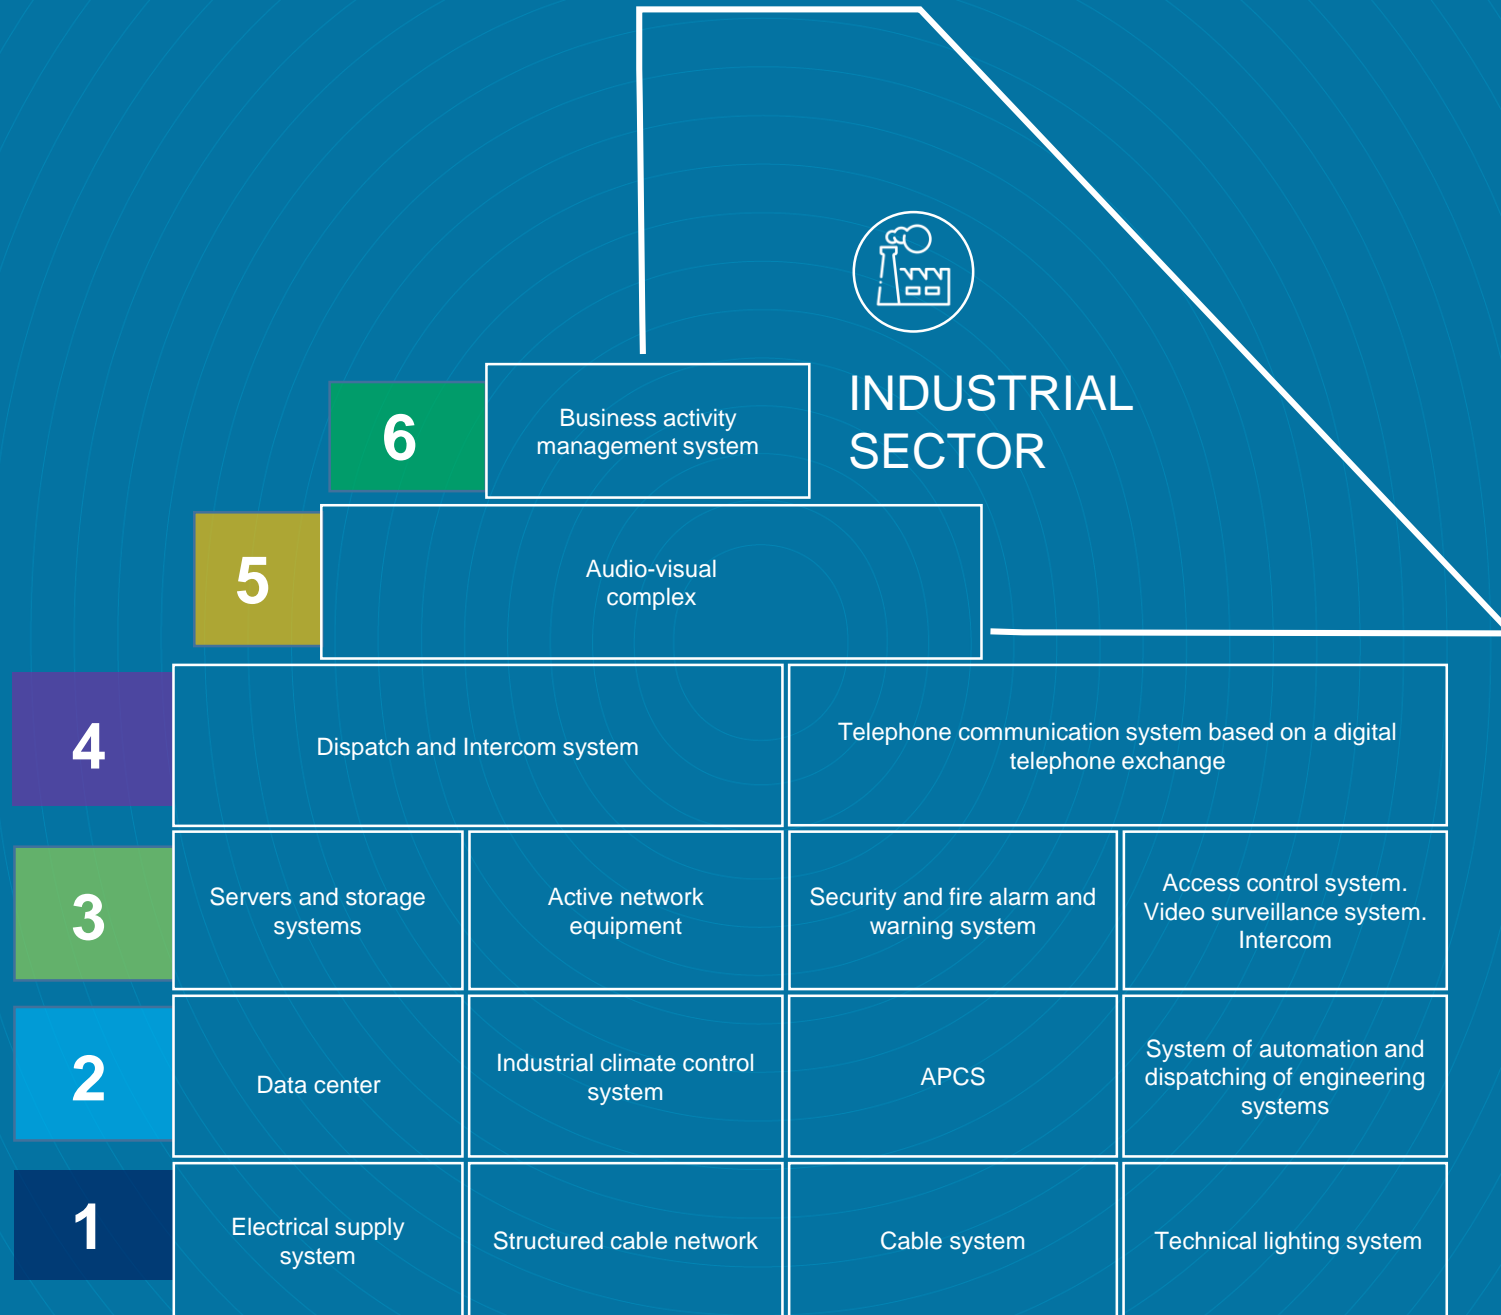 INDUSTRIAL
SECTOR
6
Business activity
management system
5
Audio-visual
complex
4
Dispatch and Intercom system
Telephone communication system based on a digital
telephone exchange
3
Servers and storage
systems
Active network
equipment
Security and fire alarm and
warning system
Access control system.
Video surveillance system.
Intercom
2
Data center
Industrial climate control
system
APCS
System of automation and
dispatching of engineering
systems
1
Electrical supply
system
Structured cable network
Cable system
Technical lighting system